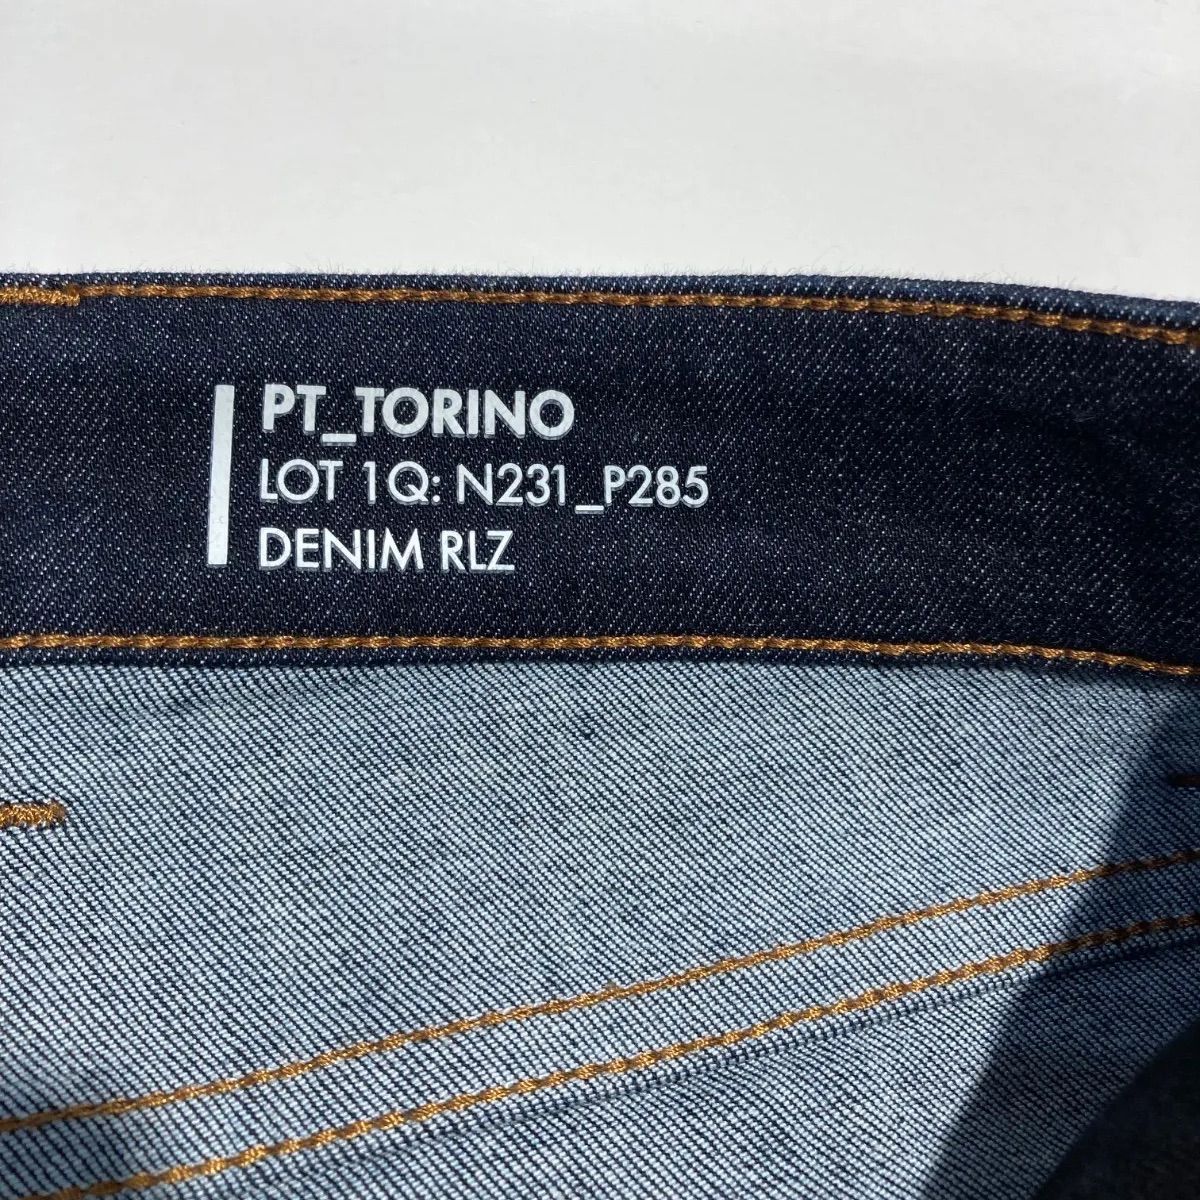 PT_TORINO
LOT 1Q: N231_P285
DENIM RLZ